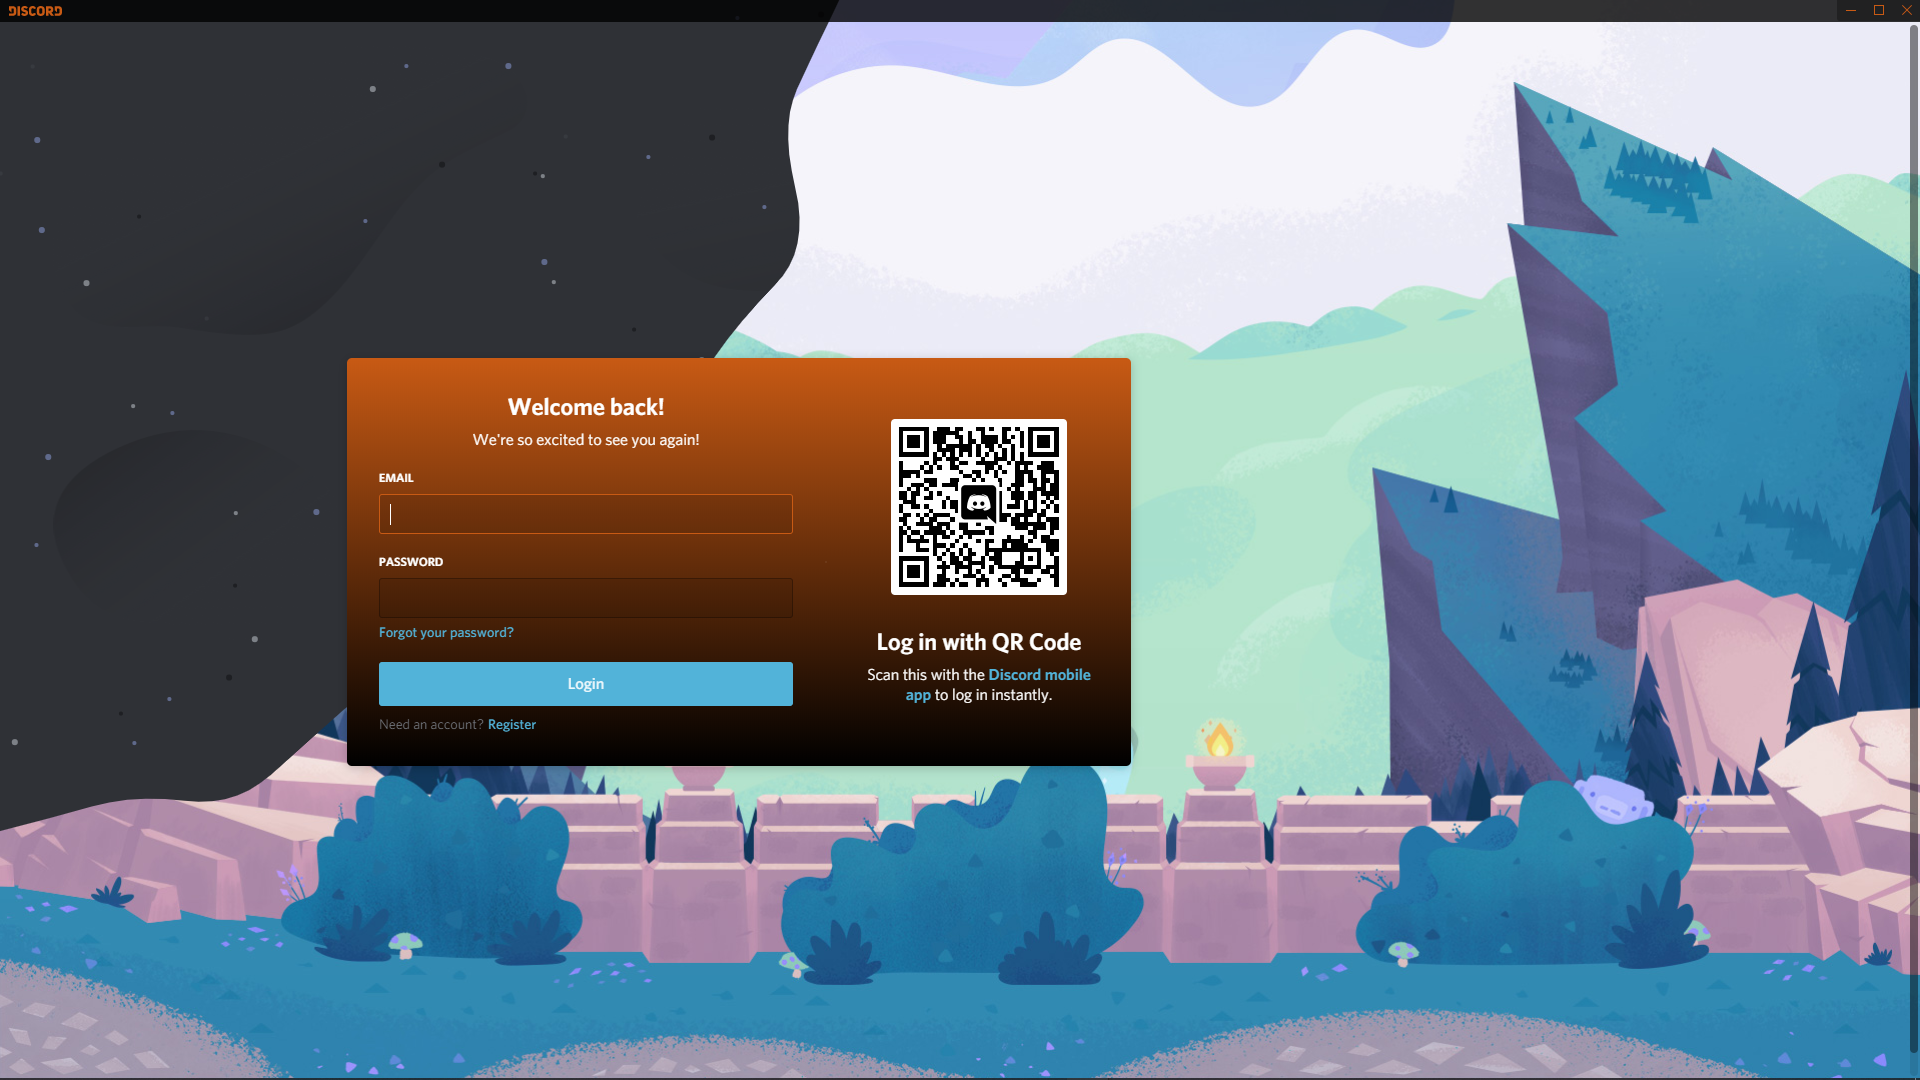 DISCORD
Welcome back!
We're so excited to see you again!
EMAIL
PASSWORD
Forgot your password?
Login
Need an account? Register
Log in with QR Code
Scan this with the Discord mobile
app to log in instantly.